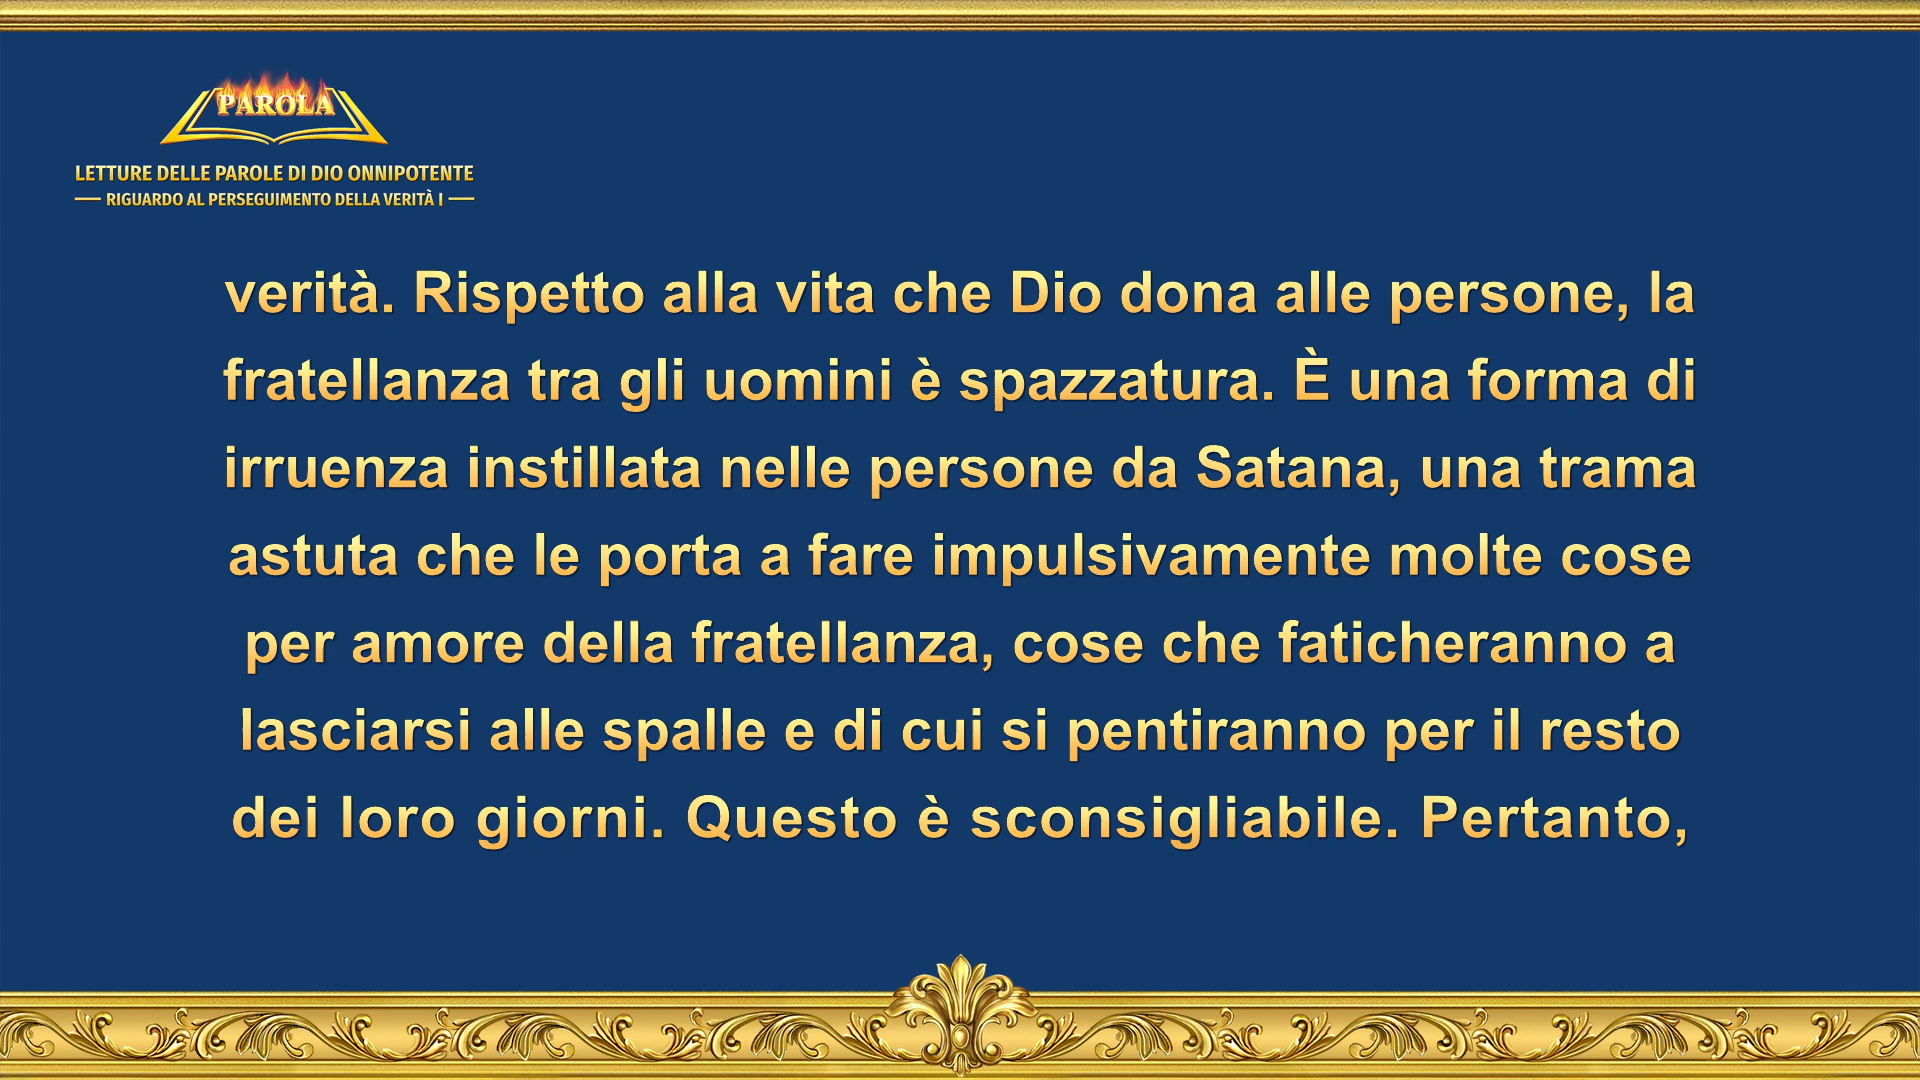 PAROLA
LETTURE DELLE PAROLE DI DIO ONNIPOTENTE
RIGUARDO AL PERSEGUIMENTO DELLA VERITÀ I
verità. Rispetto alla vita che Dio dona alle persone, la
fratellanza tra gli uomini è spazzatura. È una forma di
irruenza instillata nelle persone da Satana, una trama
astuta che le porta a fare impulsivamente molte cose
per amore della fratellanza, cose che faticheranno a
lasciarsi alle spalle e di cui si pentiranno per il resto
dei loro giorni. Questo è sconsigliabile. Pertanto,